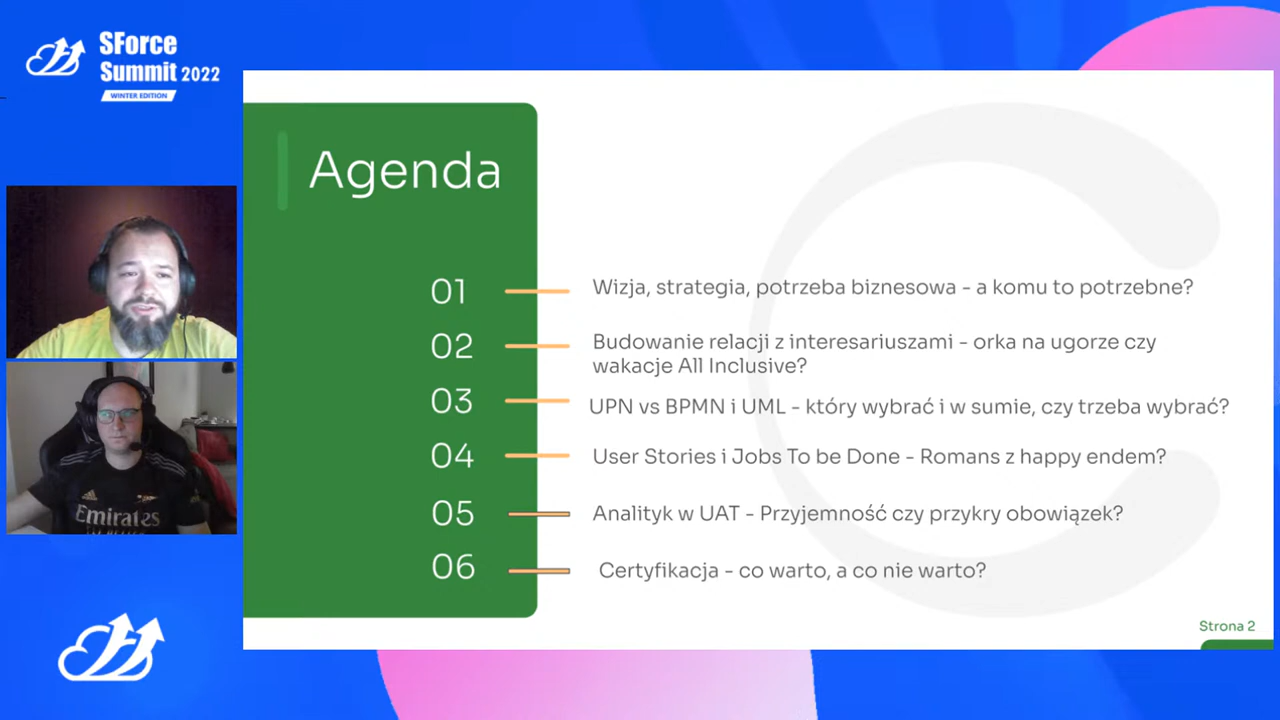 SForce
Summit 2022
WINTER EDITION
Agenda
01
Wizja, strategia, potrzeba biznesowa - a komu to potrzebne?
02
Budowanie relacji z interesariuszami - orka na ugorze czy
wakacje All Inclusive?
03
UPN vs BPMN i UML - który wybrać i w sumie, czy trzeba wybrać?
04
User Stories i Jobs To be Done - Romans z happy endem?
05
Analityk w UAT - Przyjemność czy przykry obowiązek?
06
Certyfikacja - co warto, a co nie warto?
Strona 2
Emirates